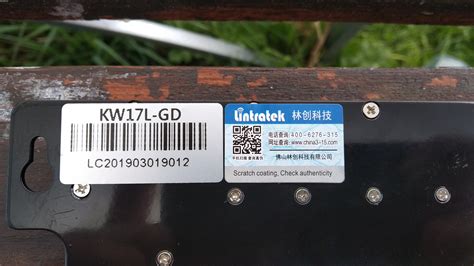 KW17L-GD
LC201903019012
Lintratek 林创科技
电话查询:400-6276-315
网址查询:www.china3-15.com
手机扫描 查询真伪
佛山林创科技有限公司
Scratch coating, Check authenticity